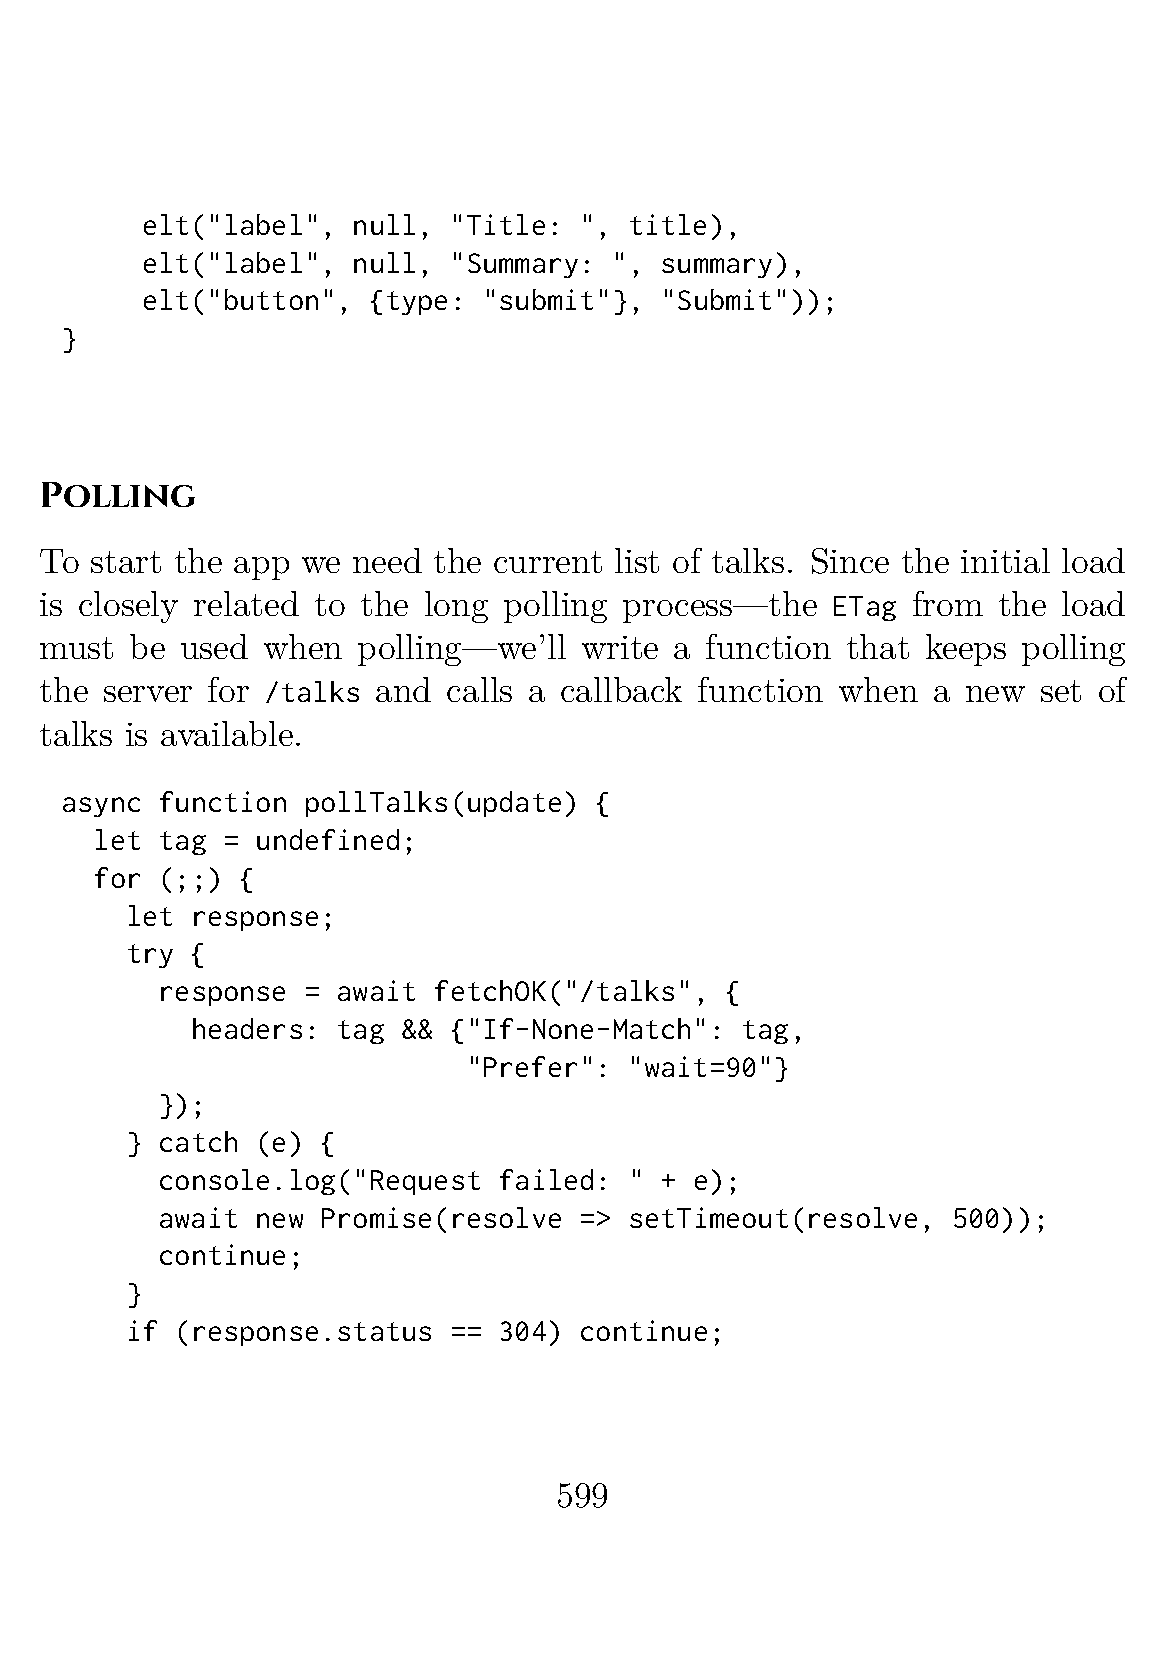 elt("label", null, "Title: ", title),
elt("label", null, "Summary: ", summary),
elt("button", {type: "submit"}, "Submit"));
}
Polling
To start the app we need the current list of talks. Since the initial load
is closely related to the long polling process—the ETag from the load
must be used when polling—we'll write a function that keeps polling
the server for /talks and calls a callback function when a new set of
talks is available.
async function pollTalks(update) {
let tag = undefined;
for (;;) {
let response;
try {
response = await fetchOK("/talks", {
headers: tag && {"If-None-Match": tag,
"Prefer": "wait=90"}
});
} catch (e) {
console.log("Request failed: " + e);
await new Promise(resolve => setTimeout(resolve, 500));
continue;
}
if (response.status == 304) continue;
599